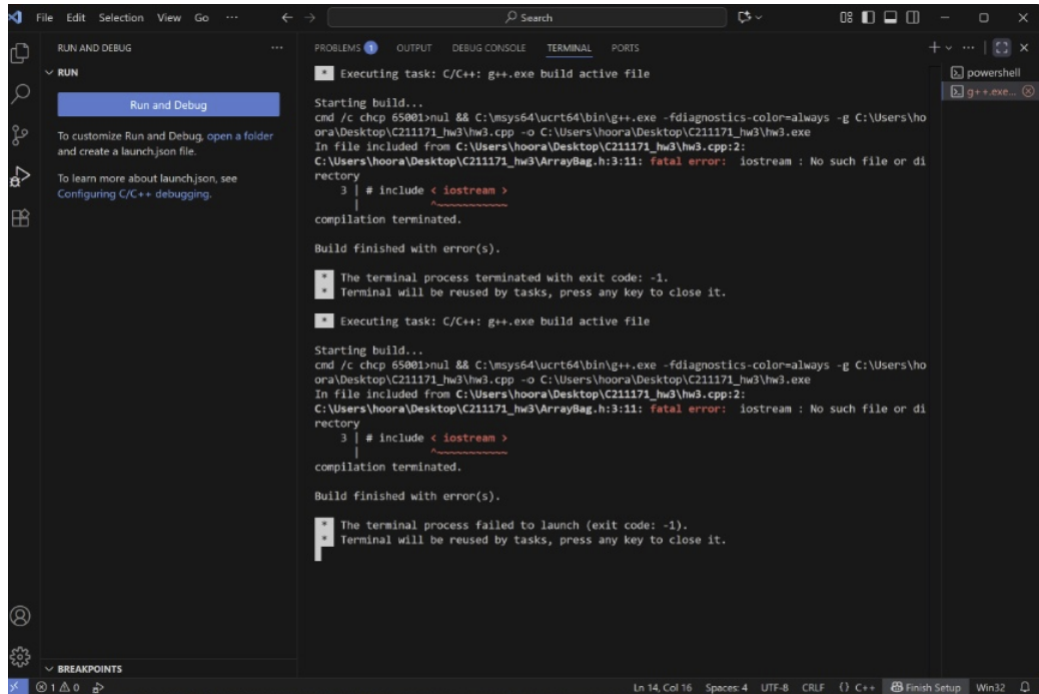 File Edit Selection View Go ··· Search
RUN AND DEBUG ···
RUN
Run and Debug
To customize Run and Debug, open a folder
and create a launch.json file.
To learn more about launch.json, see
Configuring C/C++ debugging.
BREAKPOINTS
PROBLEMS 1 OUTPUT DEBUG CONSOLE TERMINAL PORTS
* Executing task: C/C++: g++.exe build active file
Starting build...
cmd /c chcp 65001>nul && C:\msys64\ucrt64\bin\g++.exe -fdiagnostics-color=always -g C:\Users\ho
ora\Desktop\C211171_hw3\hw3.cpp -o C:\Users\hoora\Desktop\C211171_hw3\hw3.exe
In file included from C:\Users\hoora\Desktop\C211171_hw3\hw3.cpp:2:
C:\Users\hoora\Desktop\C211171_hw3\ArrayBag.h:3:11: fatal error:  iostream : No such file or di
rectory
3 | # include < iostream >
| ^~~~~~~~~~~~
compilation terminated.
Build finished with error(s).
* The terminal process terminated with exit code: -1.
* Terminal will be reused by tasks, press any key to close it.
* Executing task: C/C++: g++.exe build active file
Starting build...
cmd /c chcp 65001>nul && C:\msys64\ucrt64\bin\g++.exe -fdiagnostics-color=always -g C:\Users\ho
ora\Desktop\C211171_hw3\hw3.cpp -o C:\Users\hoora\Desktop\C211171_hw3\hw3.exe
In file included from C:\Users\hoora\Desktop\C211171_hw3\hw3.cpp:2:
C:\Users\hoora\Desktop\C211171_hw3\ArrayBag.h:3:11: fatal error:  iostream : No such file or di
rectory
3 | # include < iostream >
| ^~~~~~~~~~~~
compilation terminated.
Build finished with error(s).
* The terminal process failed to launch (exit code: -1).
* Terminal will be reused by tasks, press any key to close it.
powershell
g++.exe...
1 0 Ln 14, Col 16 Spaces: 4 UTF-8 CRLF {} C++ Finish Setup Win32